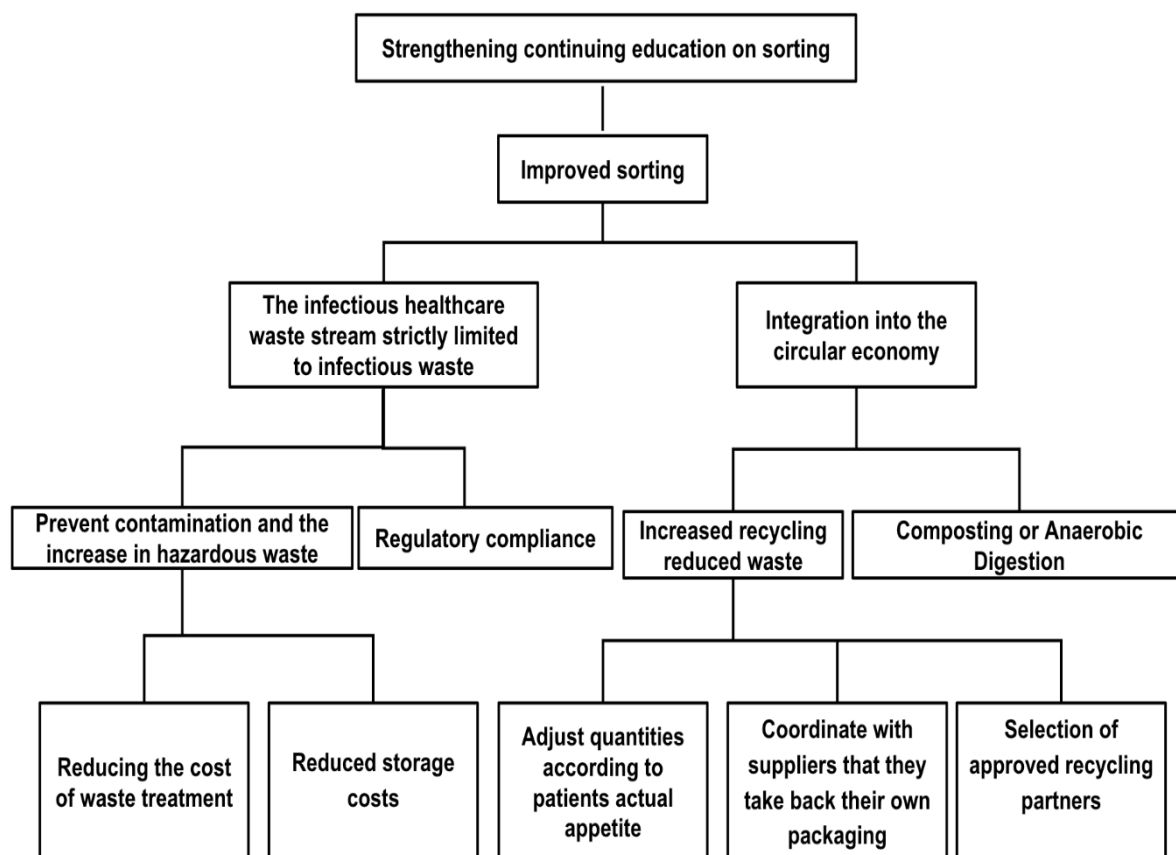 Strengthening continuing education on sorting
Improved sorting
The infectious healthcare
waste stream strictly limited
to infectious waste
Integration into the
circular economy
Prevent contamination and the
increase in hazardous waste
Regulatory compliance
Increased recycling
reduced waste
Composting or Anaerobic
Digestion
Reducing the cost
of waste treatment
Reduced storage
costs
Adjust quantities
according to
patients actual
appetite
Coordinate with
suppliers that they
take back their own
packaging
Selection of
approved recycling
partners